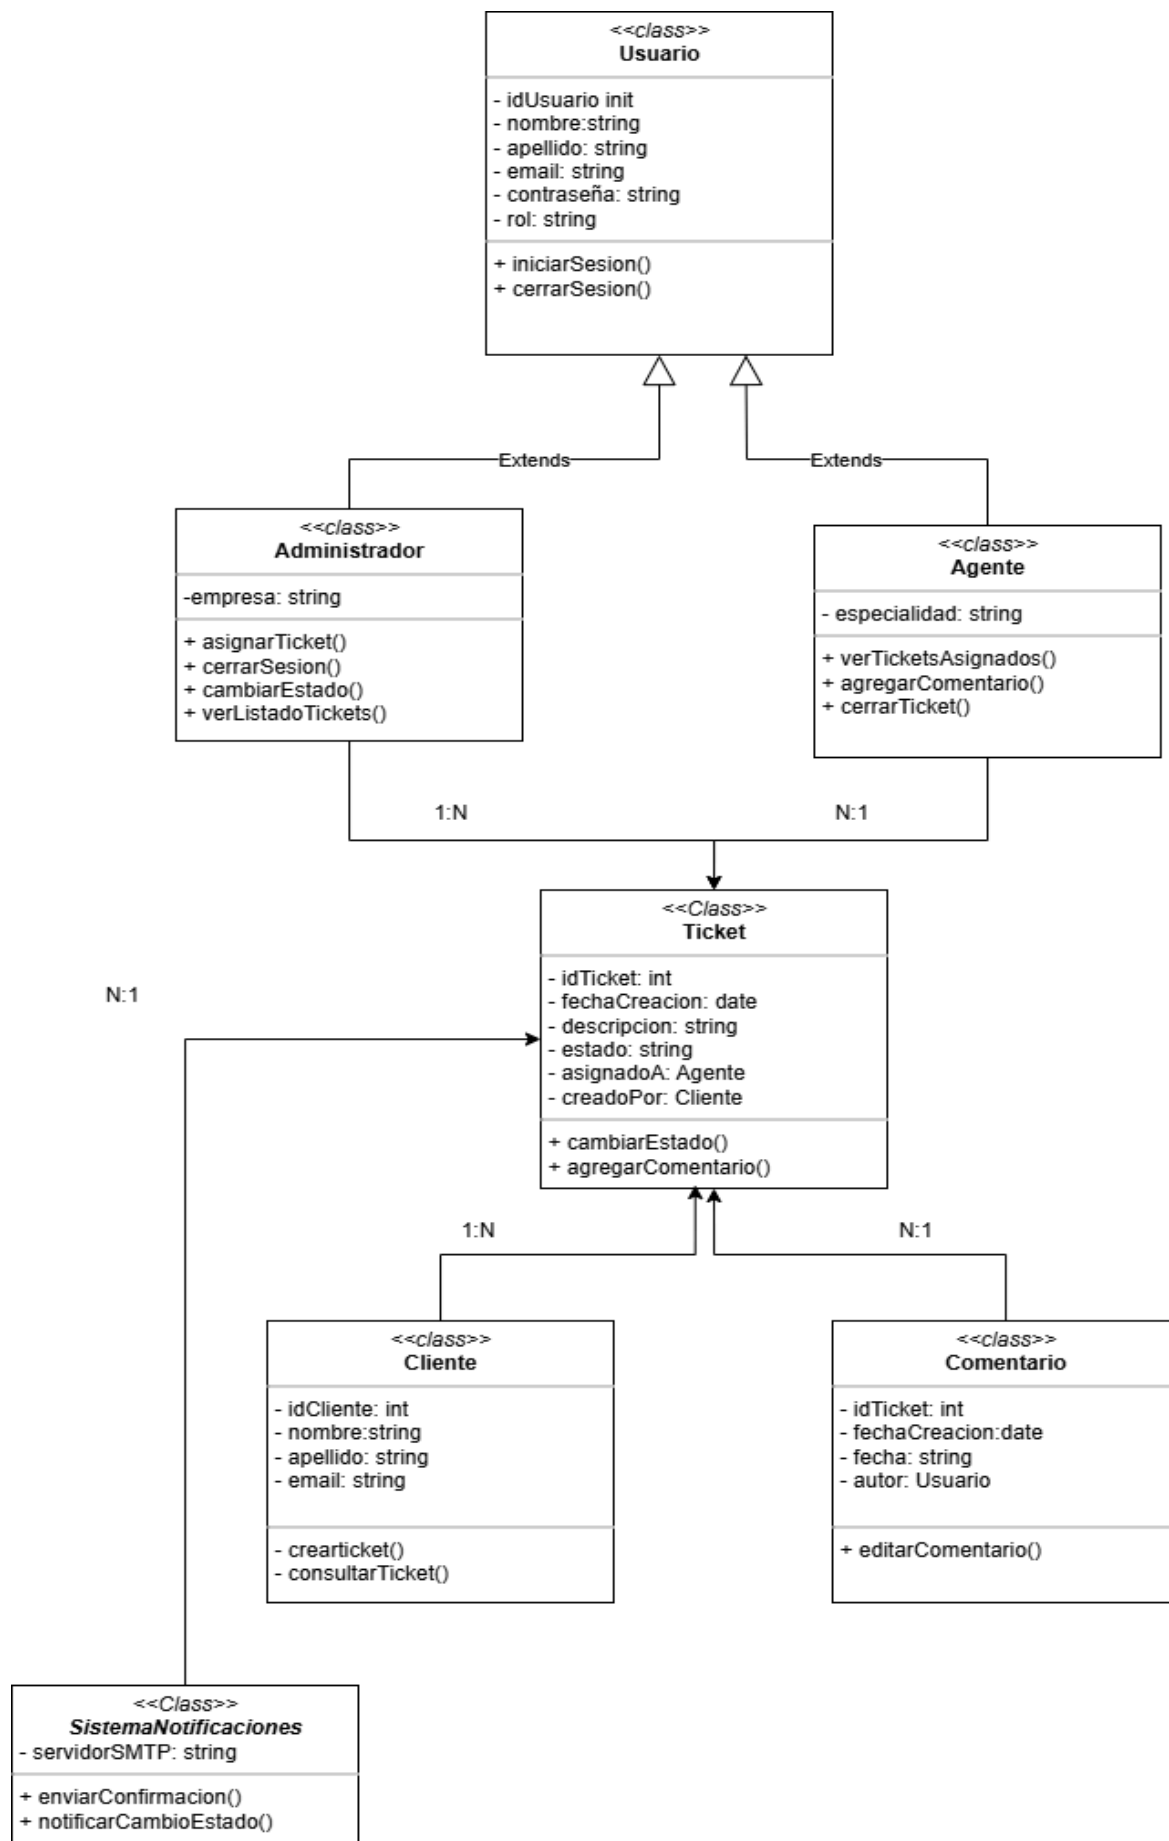 <<class>>
Usuario
- idUsuario init
- nombre:string
- apellido: string
- email: string
- contraseña: string
- rol: string
+ iniciarSesion()
+ cerrarSesion()
Extends
Extends
<<class>>
Administrador
-empresa: string
+ asignarTicket()
+ cerrarSesion()
+ cambiarEstado()
+ verListadoTickets()
<<class>>
Agente
- especialidad: string
+ verTicketsAsignados()
+ agregarComentario()
+ cerrarTicket()
1:N
N:1
<<Class>>
Ticket
- idTicket: int
- fechaCreacion: date
- descripcion: string
- estado: string
- asignadoA: Agente
- creadoPor: Cliente
+ cambiarEstado()
+ agregarComentario()
N:1
1:N
N:1
<<class>>
Cliente
- idCliente: int
- nombre:string
- apellido: string
- email: string
- crearticket()
- consultarTicket()
<<class>>
Comentario
- idTicket: int
- fechaCreacion:date
- fecha: string
- autor: Usuario
+ editarComentario()
<<Class>>
SistemaNotificaciones
- servidorSMTP: string
+ enviarConfirmacion()
+ notificarCambioEstado()